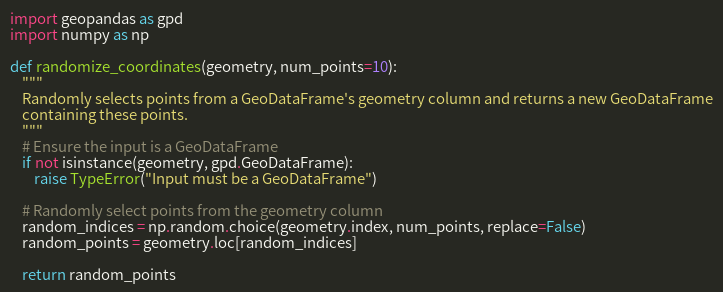 import geopandas as gpd
import numpy as np
def randomize_coordinates(geometry, num_points=10):
"""
Randomly selects points from a GeoDataFrame's geometry column and returns a new GeoDataFrame
containing these points.
"""
# Ensure the input is a GeoDataFrame
if not isinstance(geometry, gpd.GeoDataFrame):
raise TypeError("Input must be a GeoDataFrame")
# Randomly select points from the geometry column
random_indices = np.random.choice(geometry.index, num_points, replace=False)
random_points = geometry.loc[random_indices]
return random_points